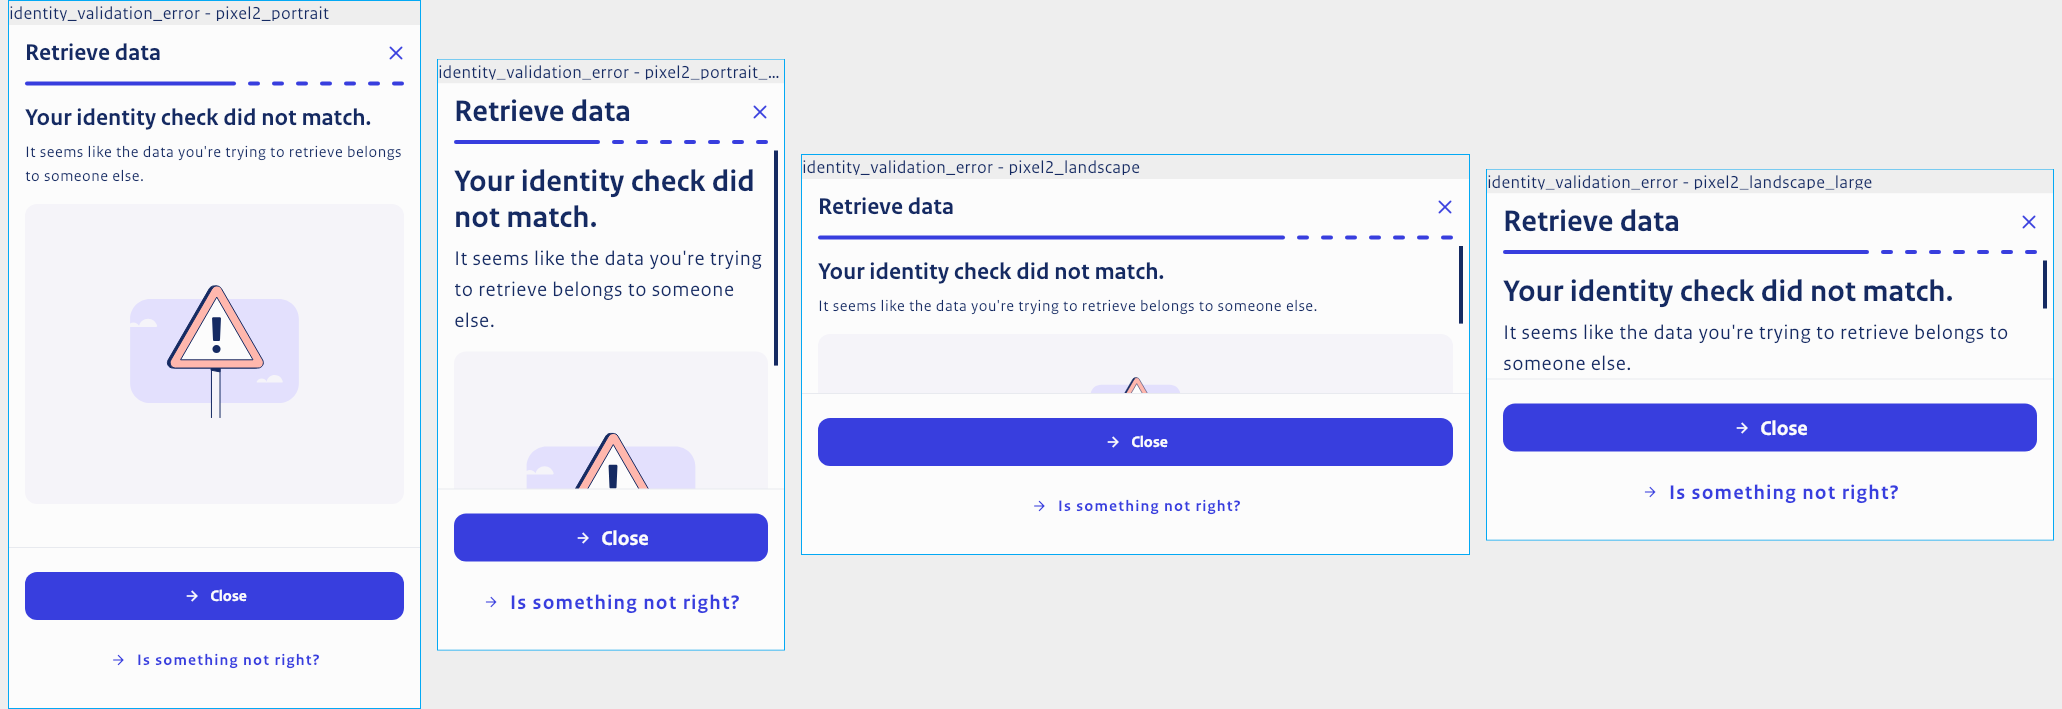 identity_validation_error - pixel2_portrait
Retrieve data
Your identity check did not match.
It seems like the data you're trying to retrieve belongs
to someone else.
Close
Is something not right?
identity_validation_error - pixel2_portrait_...
Retrieve data
Your identity check did
not match.
It seems like the data you're trying
to retrieve belongs to someone
else.
Close
Is something not right?
identity_validation_error - pixel2_landscape
Retrieve data
Your identity check did not match.
It seems like the data you're trying to retrieve belongs to someone else.
Close
Is something not right?
identity_validation_error - pixel2_landscape_large
Retrieve data
Your identity check did not match.
It seems like the data you're trying to retrieve belongs to
someone else.
Close
Is something not right?